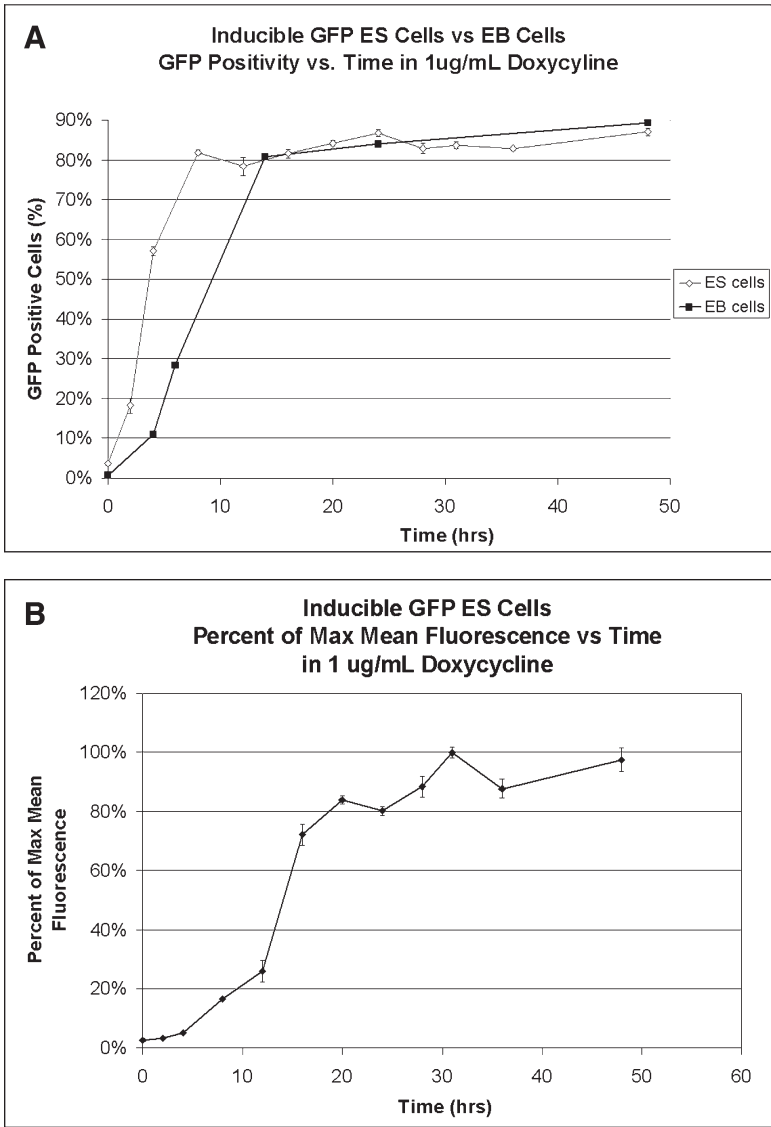 A
Inducible GFP ES Cells vs EB Cells
GFP Positivity vs. Time in 1ug/mL Doxycyline
90%
80%
70%
60%
50%
40%
30%
20%
10%
0%
GFP Positive Cells (%)
0 10 20 30 40 50
Time (hrs)
ES cells
EB cells
B
Inducible GFP ES Cells
Percent of Max Mean Fluorescence vs Time
in 1 ug/mL Doxycycline
120%
100%
80%
60%
40%
20%
0%
Percent of Max Mean
Fluorescence
0 10 20 30 40 50 60
Time (hrs)